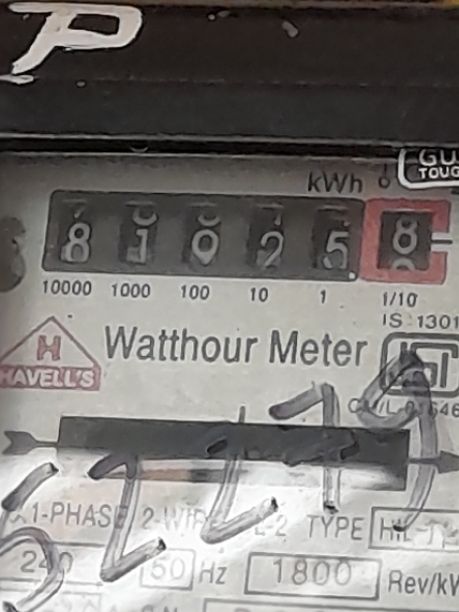 P
GU
TOUG
kWh
8 1 0 2 5 8
10000 1000 100 10 1 1/10
IS:1301
H
HAVELL'S
Watthour Meter
1-PHASE 2-WIRE TYPE
240 50 Hz 1800 Rev/kW